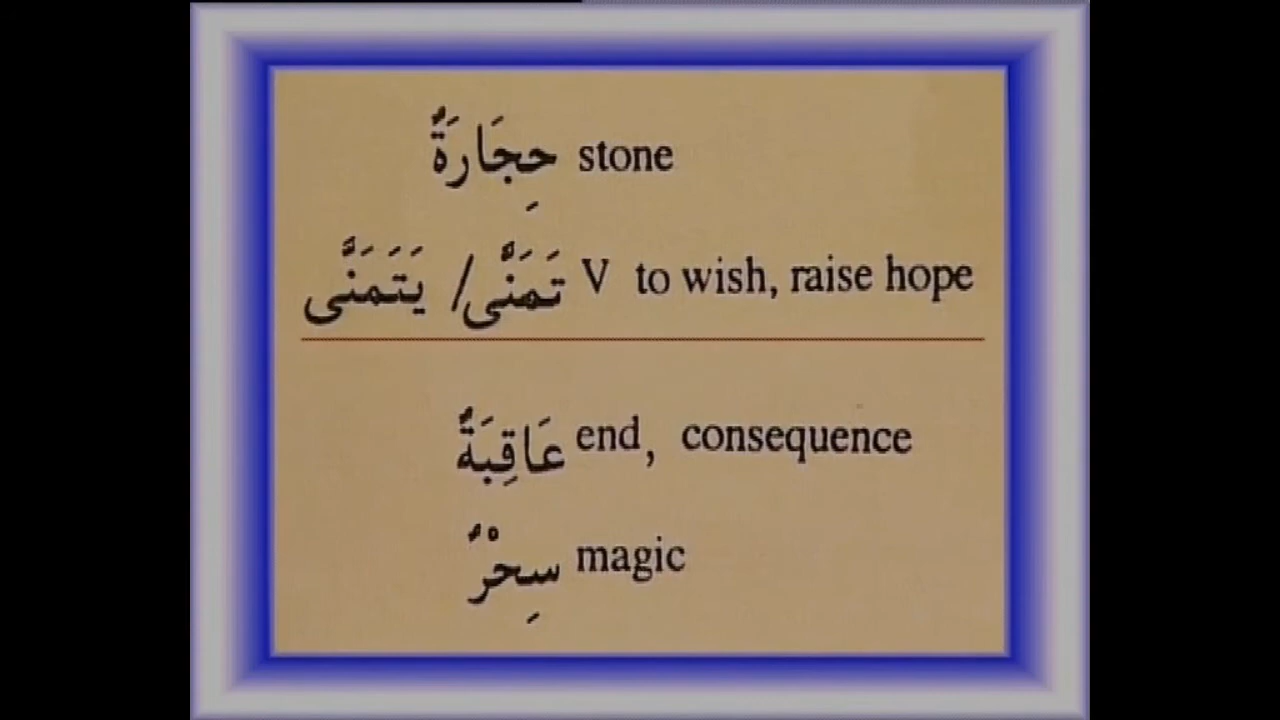 حِجَارَةٌ stone
تَمَنَّى / يَتَمَنَّى V to wish, raise hope
عَاقِبَةٌ end, consequence
سِحْرٌ magic